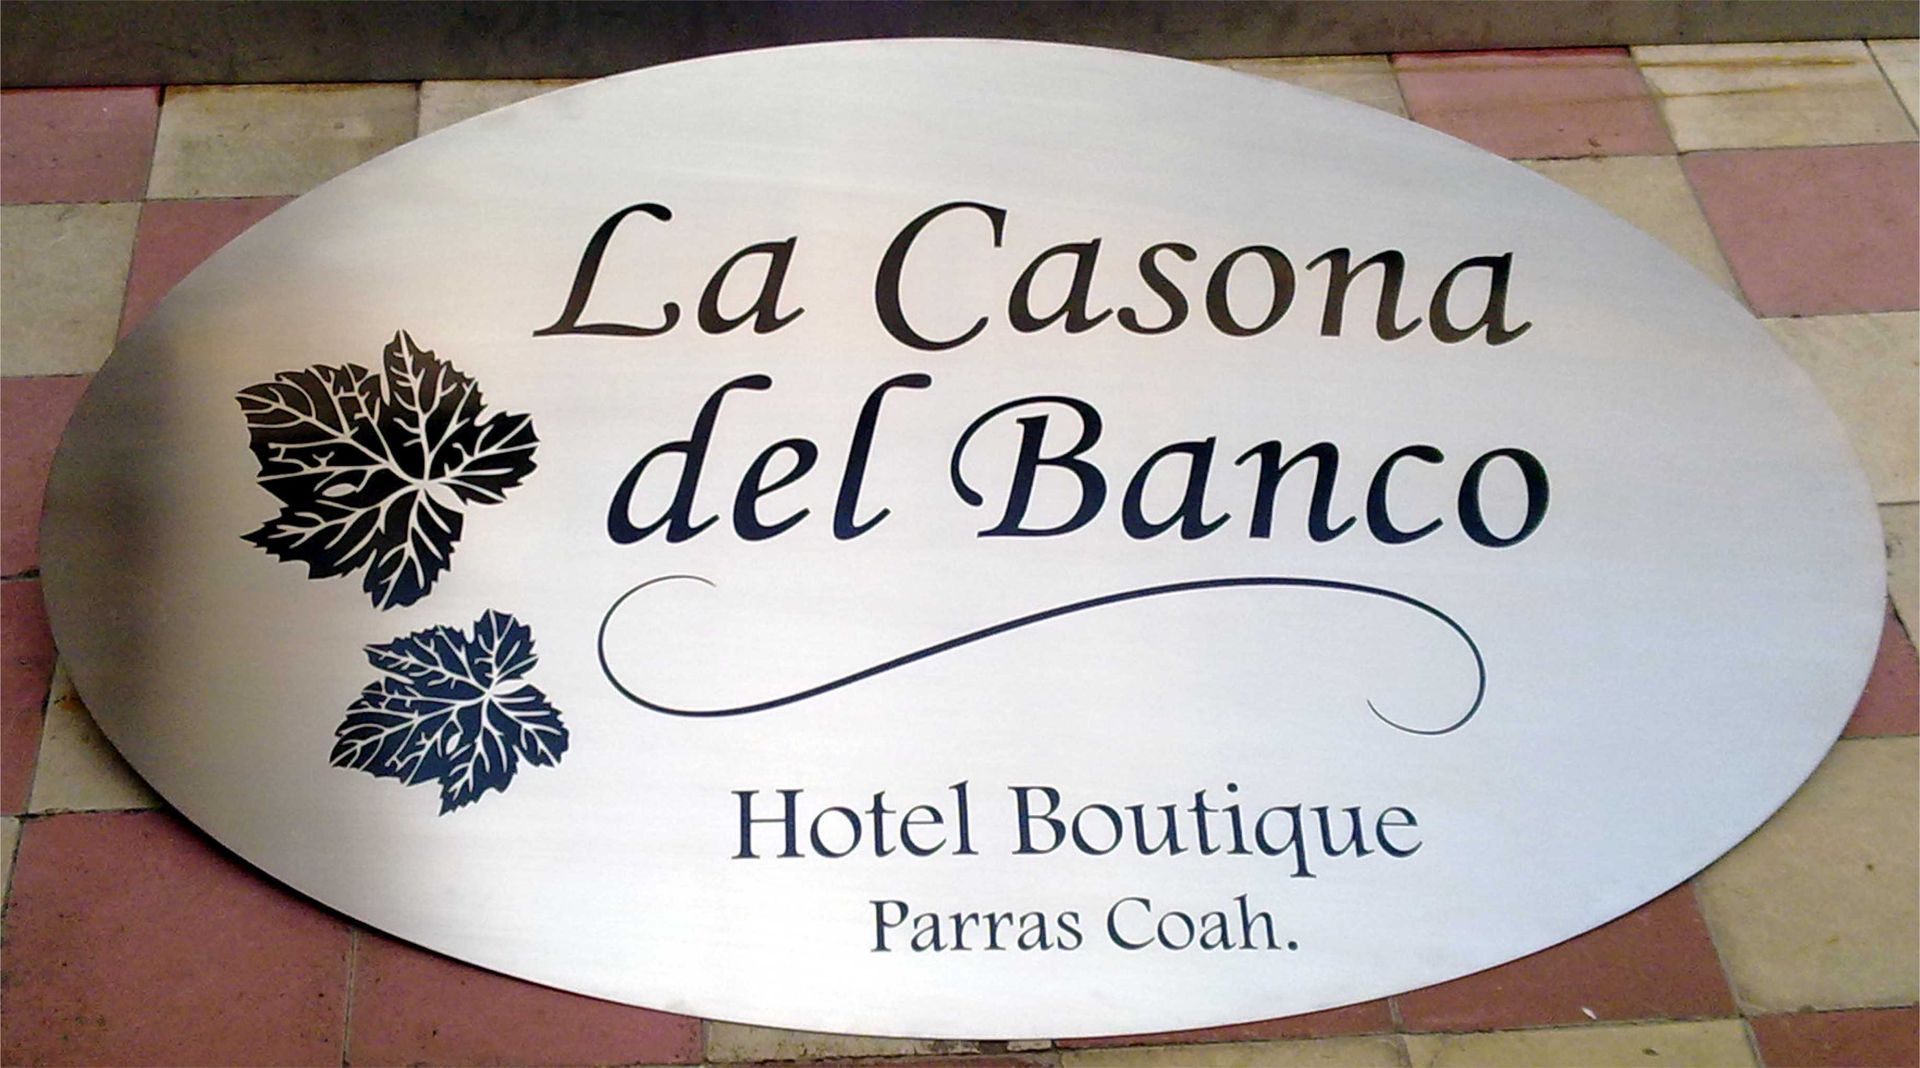 La Casona
del Banco
Hotel Boutique
Parras Coah.